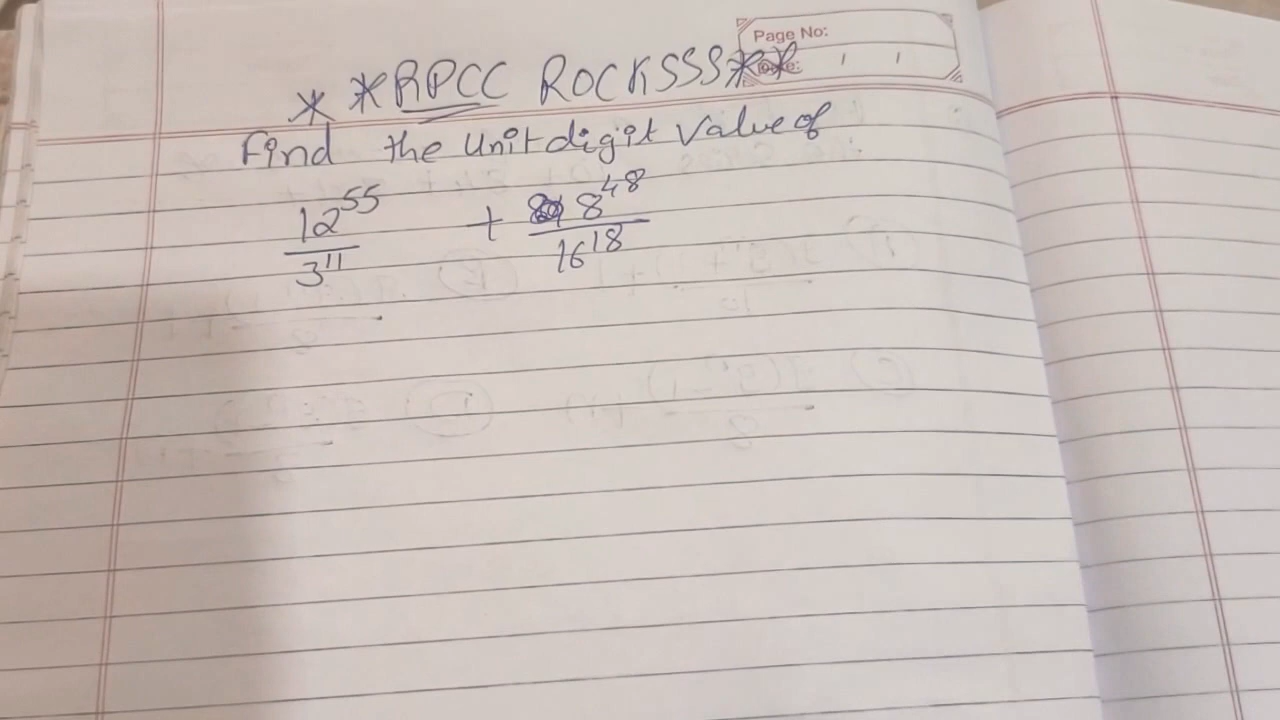 Page No:
* *RPCC ROCKSSS**
Find the unit digit value of
12^55 / 3^11 + 8^48 / 16^18